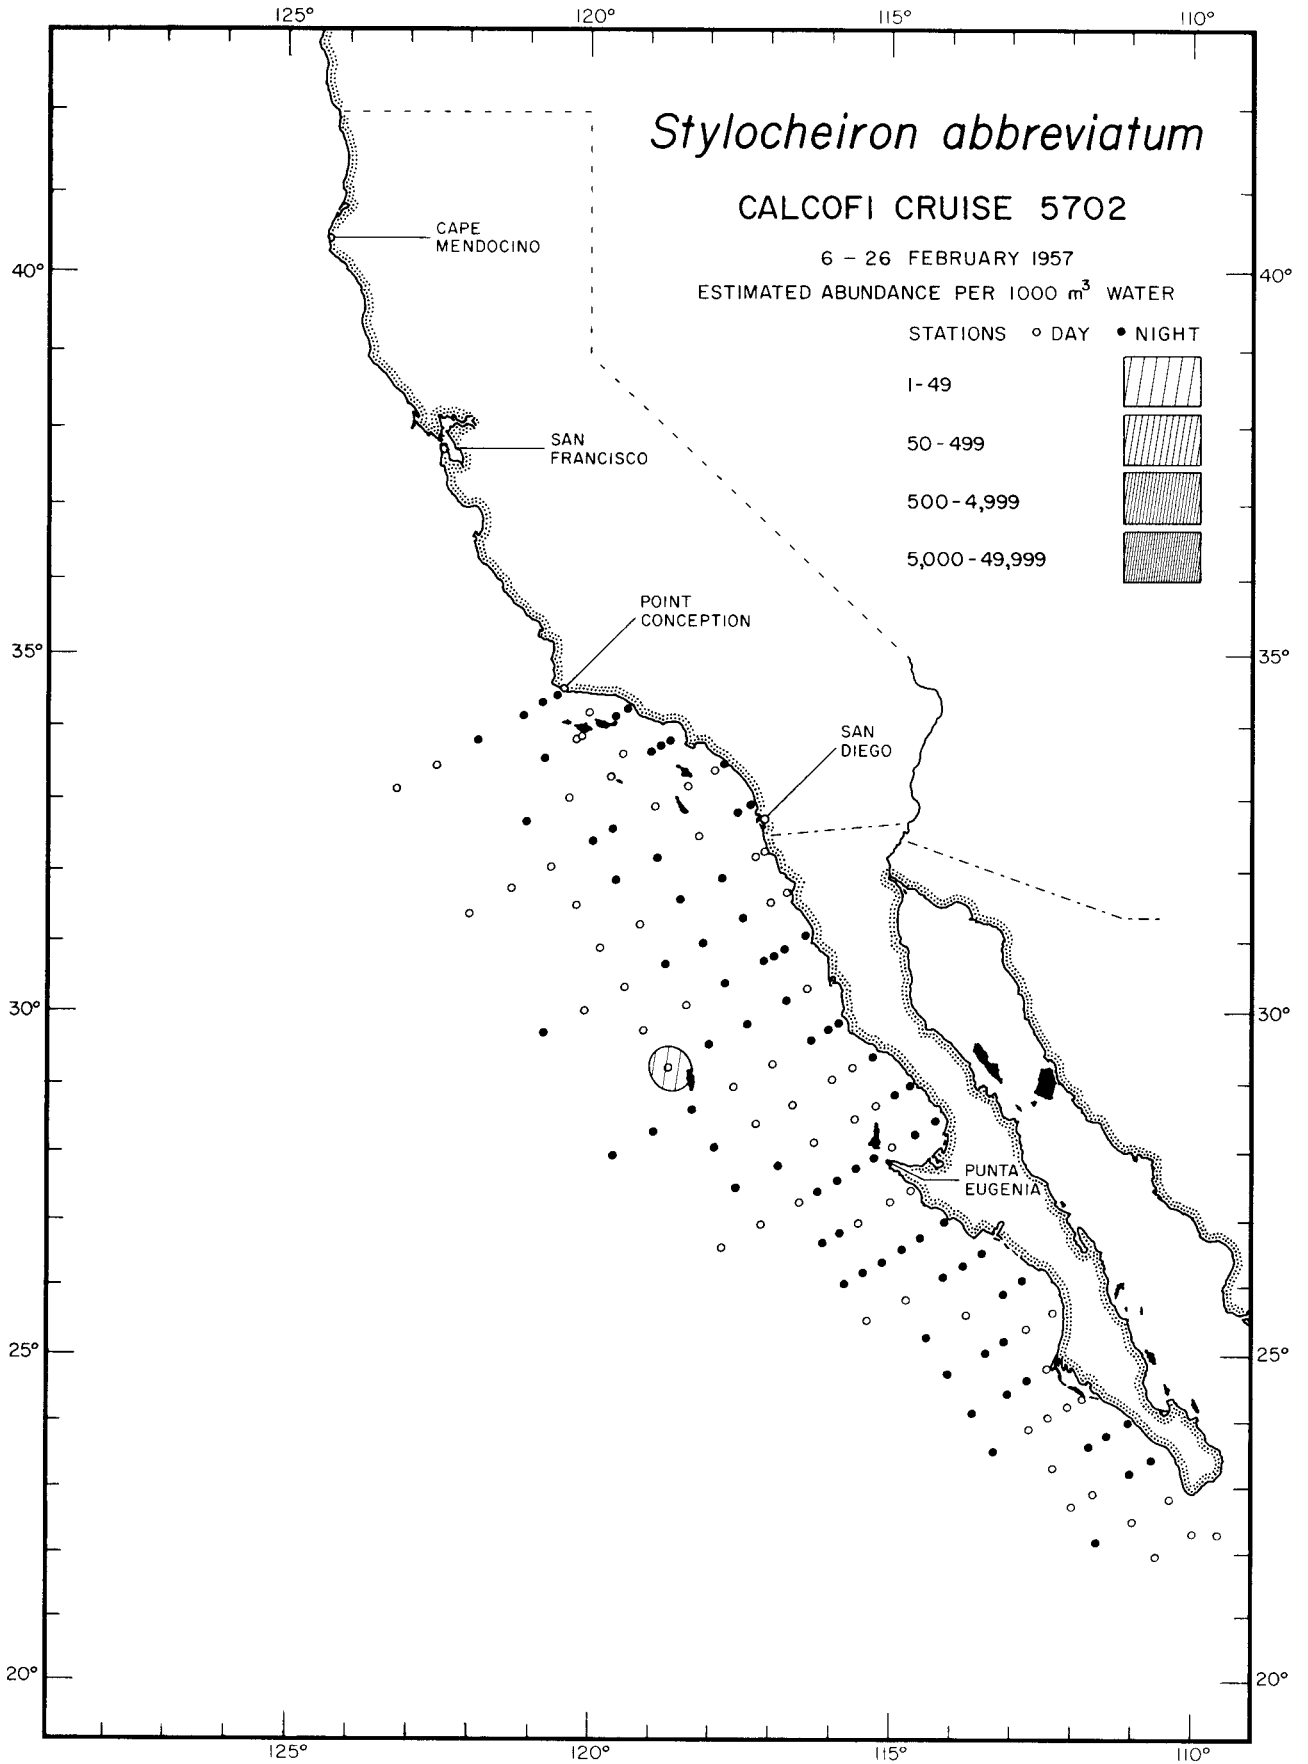 125° 120° 115° 110°
Stylocheiron abbreviatum
CALCOFI CRUISE 5702
6 – 26 FEBRUARY 1957
ESTIMATED ABUNDANCE PER 1000 m³ WATER
STATIONS ○ DAY ● NIGHT
1-49
50-499
500-4,999
5,000-49,999
CAPE
MENDOCINO
40° 40°
SAN
FRANCISCO
POINT
CONCEPTION
35° 35°
SAN
DIEGO
30° 30°
PUNTA
EUGENIA
25° 25°
20° 20°
125° 120° 115° 110°